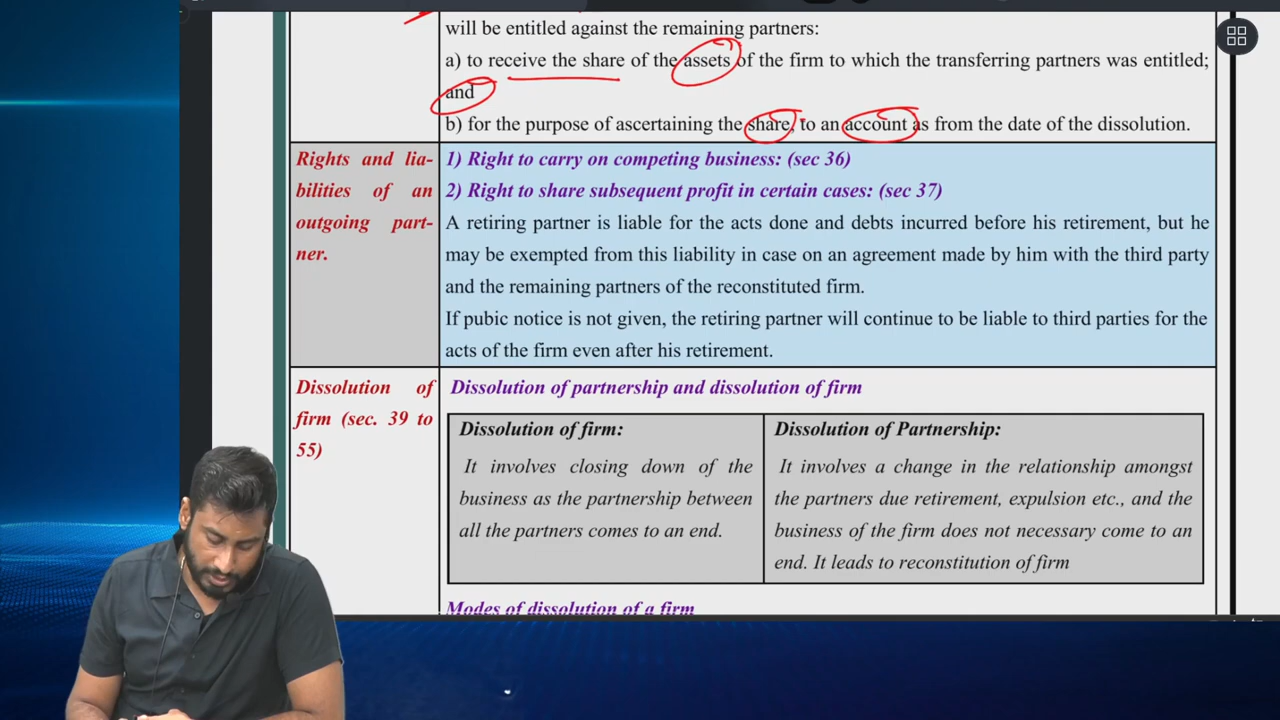 will be entitled against the remaining partners:
a) to receive the share of the assets of the firm to which the transferring partners was entitled;
and
b) for the purpose of ascertaining the share, to an account as from the date of the dissolution.
Rights and lia-
bilities of an
outgoing part-
ner.
1) Right to carry on competing business: (sec 36)
2) Right to share subsequent profit in certain cases: (sec 37)
A retiring partner is liable for the acts done and debts incurred before his retirement, but he
may be exempted from this liability in case on an agreement made by him with the third party
and the remaining partners of the reconstituted firm.
If pubic notice is not given, the retiring partner will continue to be liable to third parties for the
acts of the firm even after his retirement.
Dissolution of
firm (sec. 39 to
55)
Dissolution of partnership and dissolution of firm
Dissolution of firm:
It involves closing down of the
business as the partnership between
all the partners comes to an end.
Dissolution of Partnership:
It involves a change in the relationship amongst
the partners due retirement, expulsion etc., and the
business of the firm does not necessary come to an
end. It leads to reconstitution of firm
Modes of dissolution of a firm